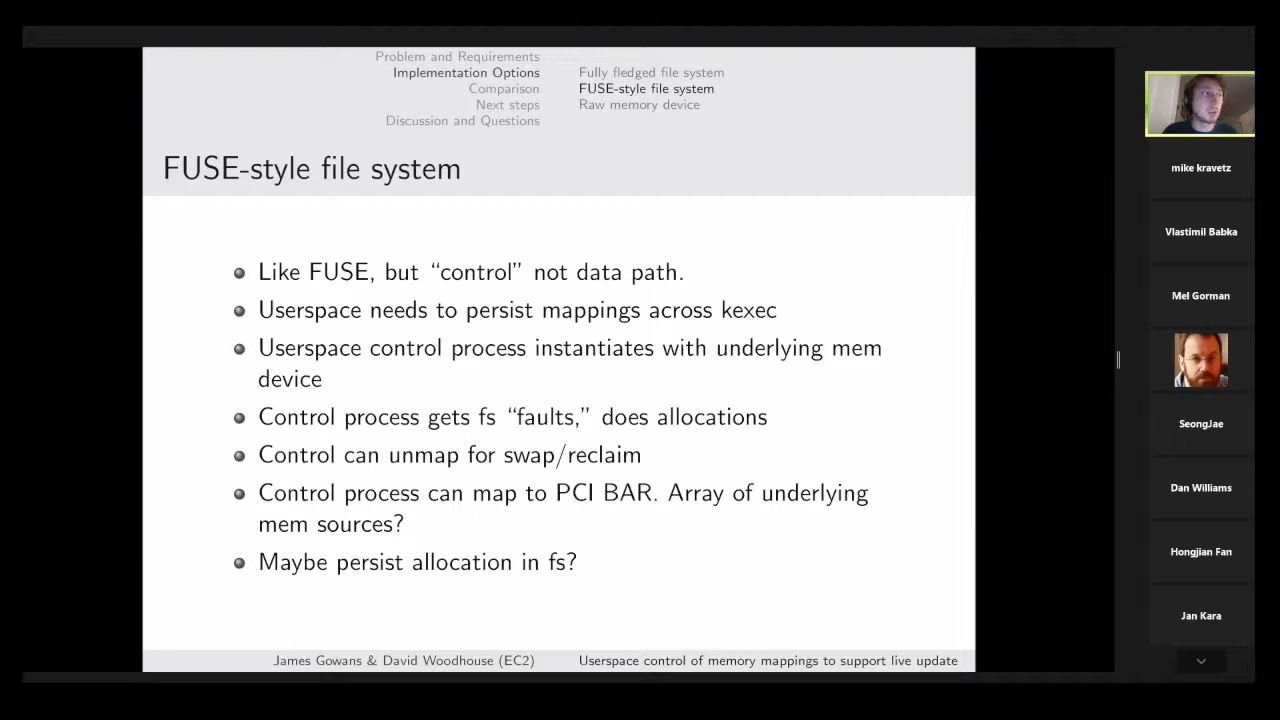 Problem and Requirements
Implementation Options
Comparison
Next steps
Discussion and Questions
Fully fledged file system
FUSE-style file system
Raw memory device
FUSE-style file system
Like FUSE, but “control” not data path.
Userspace needs to persist mappings across kexec
Userspace control process instantiates with underlying mem
device
Control process gets fs “faults,” does allocations
Control can unmap for swap/reclaim
Control process can map to PCI BAR. Array of underlying
mem sources?
Maybe persist allocation in fs?
James Gowans & David Woodhouse (EC2)
Userspace control of memory mappings to support live update
mike kravetz
Vlastimil Babka
Mel Gorman
SeongJae
Dan Williams
Hongjian Fan
Jan Kara